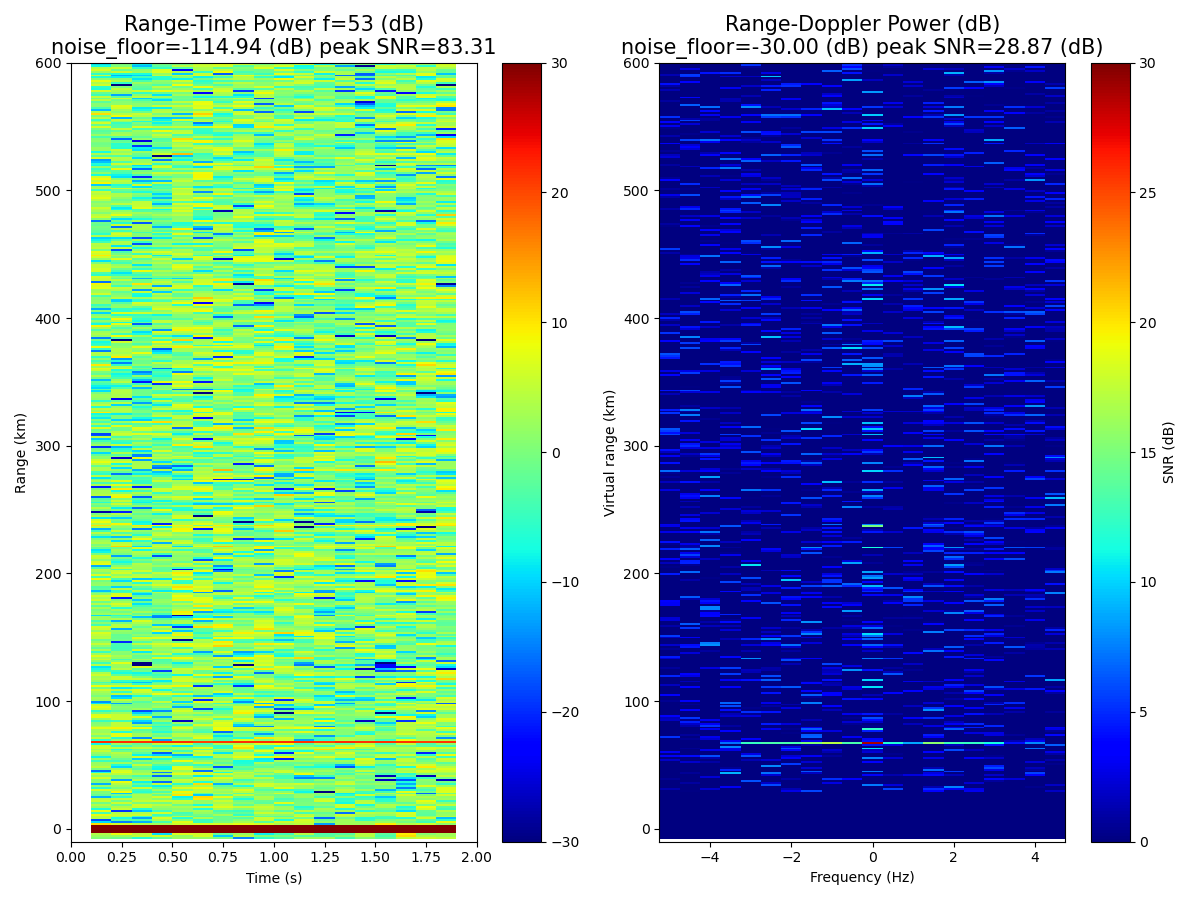 Range-Time Power f=53 (dB)
noise_floor=-114.94 (dB) peak SNR=83.31
Range (km)
600
500
400
300
200
100
0
0.00 0.25 0.50 0.75 1.00 1.25 1.50 1.75 2.00
Time (s)
30
20
10
0
−10
−20
−30
Range-Doppler Power (dB)
noise_floor=-30.00 (dB) peak SNR=28.87 (dB)
Virtual range (km)
600
500
400
300
200
100
0
−4 −2 0 2 4
Frequency (Hz)
30
25
20
15
10
5
0
SNR (dB)